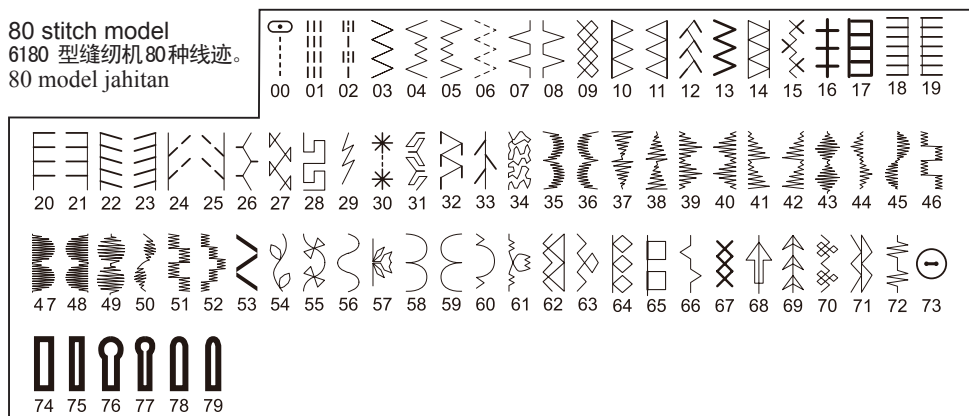 80 stitch model
6180 型缝纫机80种线迹。
80 model jahitan
00 01 02 03 04 05 06 07 08 09 10 11 12 13 14 15 16 17 18 19
20 21 22 23 24 25 26 27 28 29 30 31 32 33 34 35 36 37 38 39 40 41 42 43 44 45 46
47 48 49 50 51 52 53 54 55 56 57 58 59 60 61 62 63 64 65 66 67 68 69 70 71 72 73
74 75 76 77 78 79